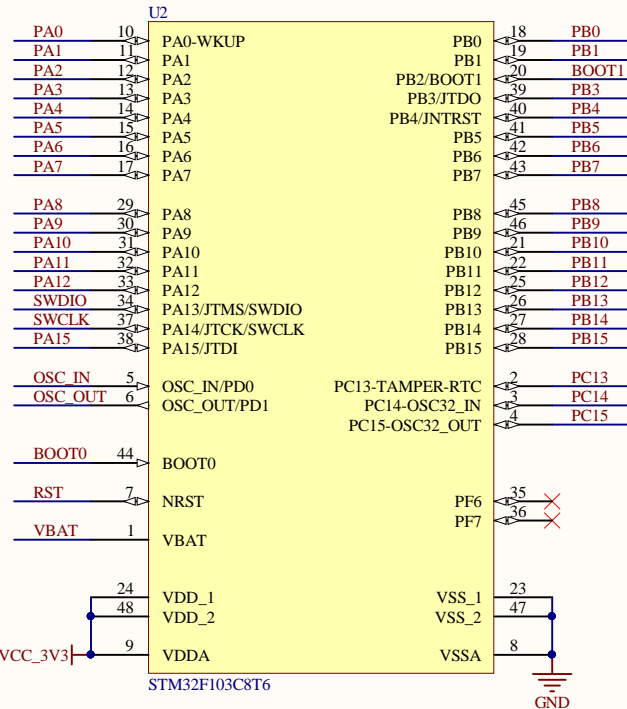 U2
PA0 10 PA0-WKUP PB0 18 PB0
PA1 11 PA1 PB1 19 PB1
PA2 12 PA2 PB2/BOOT1 20 BOOT1
PA3 13 PA3 PB3/JTDO 39 PB3
PA4 14 PA4 PB4/JNTRST 40 PB4
PA5 15 PA5 PB5 41 PB5
PA6 16 PA6 PB6 42 PB6
PA7 17 PA7 PB7 43 PB7
PA8 29 PA8 PB8 45 PB8
PA9 30 PA9 PB9 46 PB9
PA10 31 PA10 PB10 21 PB10
PA11 32 PA11 PB11 22 PB11
PA12 33 PA12 PB12 25 PB12
SWDIO 34 PA13/JTMS/SWDIO PB13 26 PB13
SWCLK 37 PA14/JTCK/SWCLK PB14 27 PB14
PA15 38 PA15/JTDI PB15 28 PB15
OSC_IN 5 OSC_IN/PD0 PC13-TAMPER-RTC 2 PC13
OSC_OUT 6 OSC_OUT/PD1 PC14-OSC32_IN 3 PC14
PC15-OSC32_OUT 4 PC15
BOOT0 44 BOOT0
RST 7 NRST PF6 35
PF7 36
VBAT 1 VBAT
24 VDD_1 VSS_1 23
48 VDD_2 VSS_2 47
VCC_3V3 9 VDDA VSSA 8
STM32F103C8T6
GND